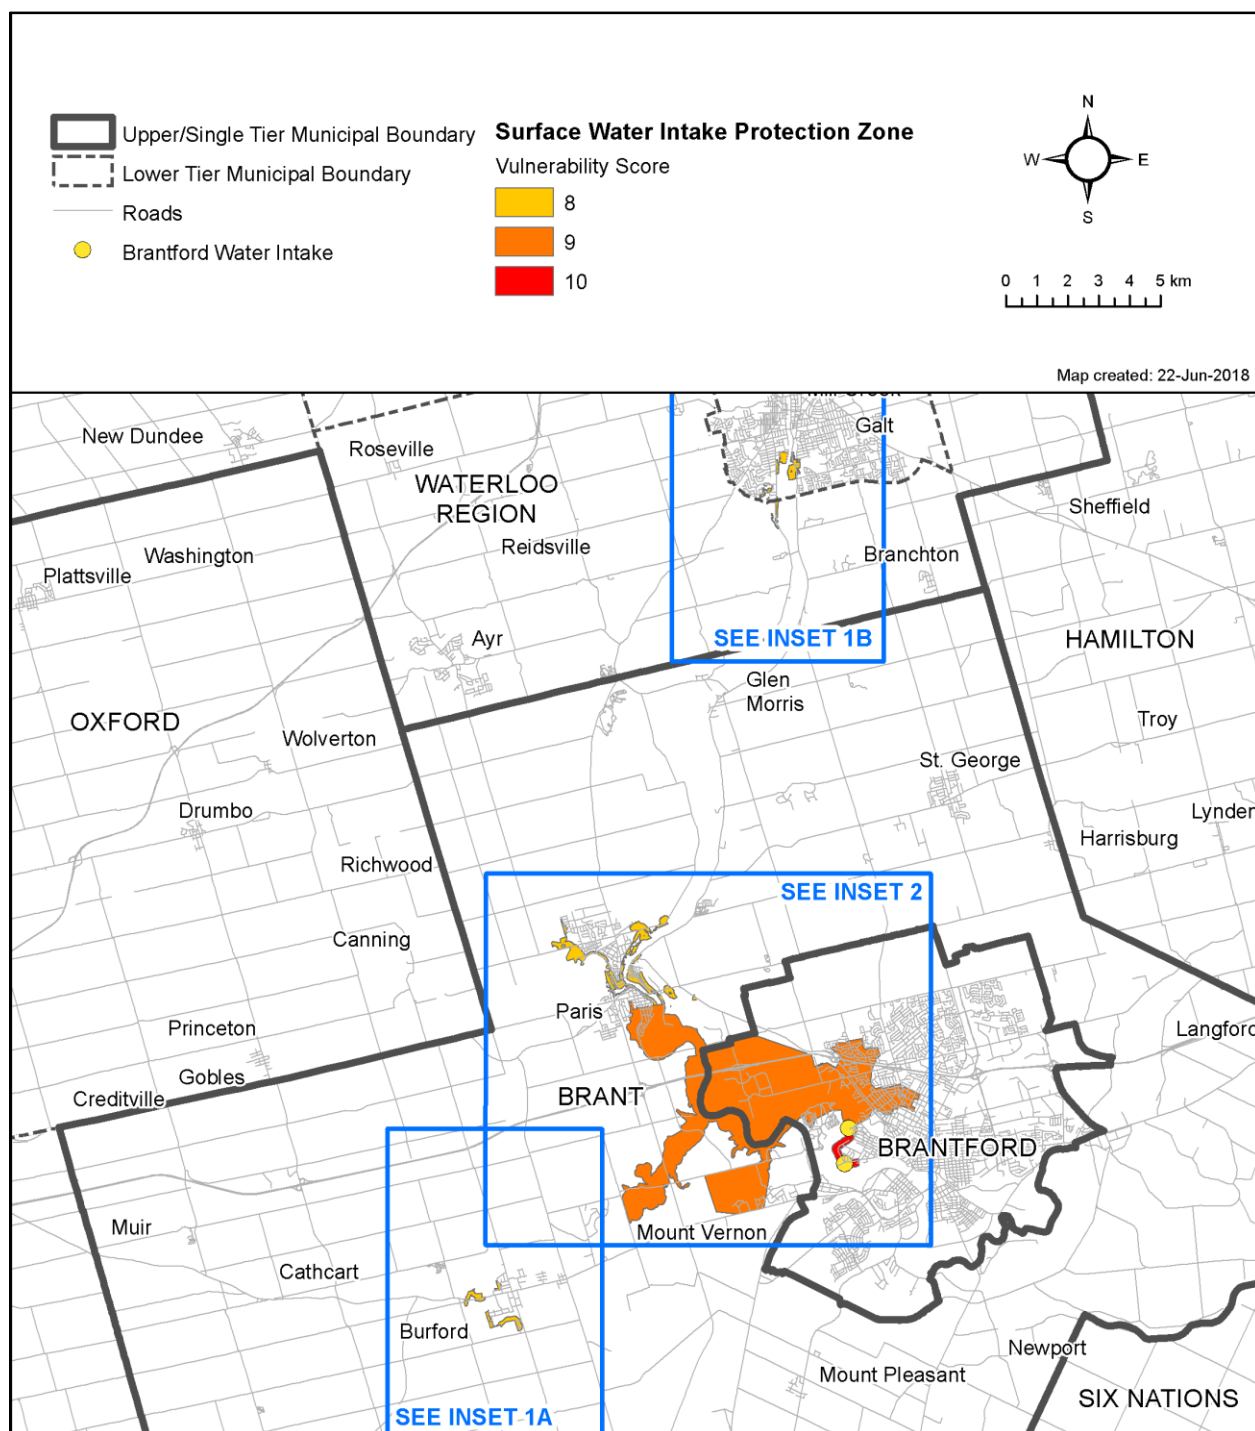 Upper/Single Tier Municipal Boundary
Lower Tier Municipal Boundary
Roads
Brantford Water Intake
Surface Water Intake Protection Zone
Vulnerability Score
8
9
10
N
W E
S
0 1 2 3 4 5 km
Map created: 22-Jun-2018
New Dundee
Roseville
Galt
WATERLOO
REGION
Sheffield
Washington
Reidsville
Branchton
Plattsville
Ayr
SEE INSET 1B
HAMILTON
Glen
Morris
OXFORD
Wolverton
Troy
St. George
Drumbo
Lynden
Harrisburg
Richwood
SEE INSET 2
Canning
Paris
Princeton
Langford
Gobles
Creditville
BRANT
BRANTFORD
Muir
Mount Vernon
Cathcart
Burford
Newport
Mount Pleasant
SIX NATIONS
SEE INSET 1A